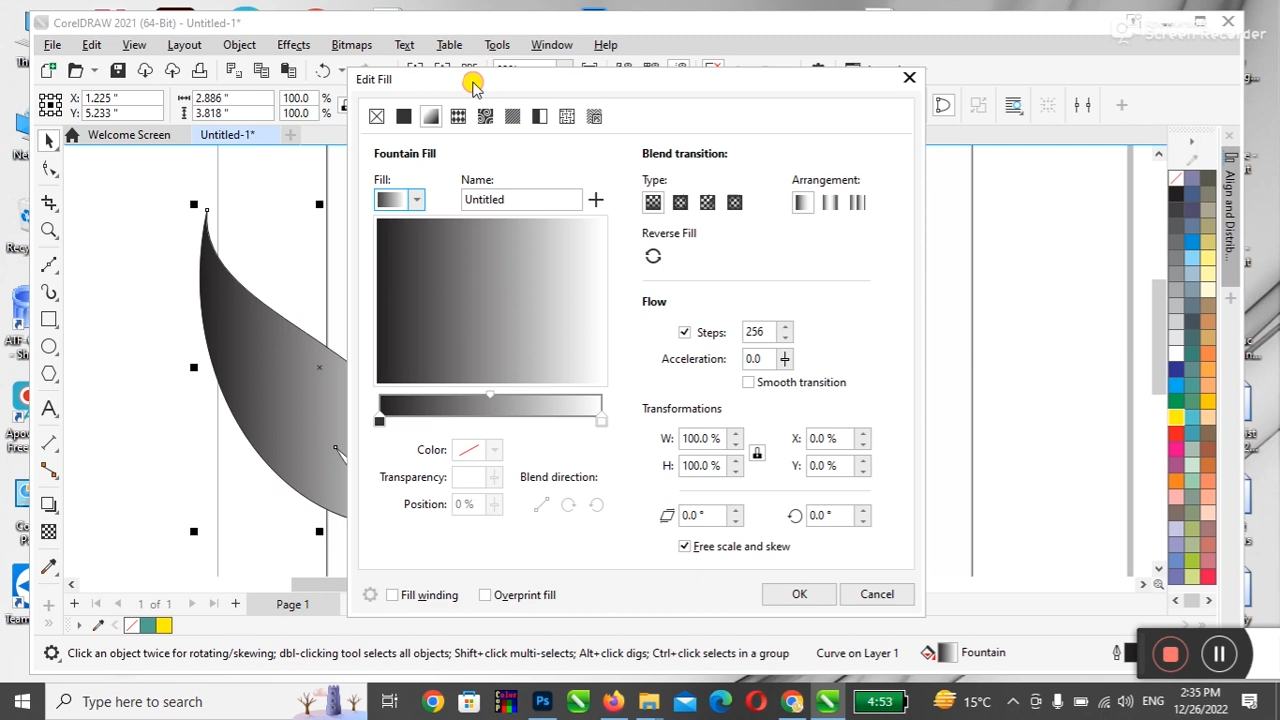 CorelDRAW 2021 (64-Bit) - Untitled-1*
Screen Recorder
File Edit View Layout Object Effects Bitmaps Text Table Tools Window Help
Edit Fill
X: 1.225 " 2.886 " 100.0 %
Y: 5.233 " 3.818 " 100.0 %
Welcome Screen Untitled-1*
Fountain Fill Blend transition:
Fill: Name: Type: Arrangement:
Untitled
Reverse Fill
Align and Distrib...
Flow
Steps: 256
Acceleration: 0.0
Smooth transition
Transformations
W: 100.0 % X: 0.0 %
Color:
H: 100.0 % Y: 0.0 %
Transparency: Blend direction:
Position: 0 %
0.0 ° 0.0 °
Free scale and skew
Fill winding Overprint fill OK Cancel
1 of 1 Page 1
Click an object twice for rotating/skewing; dbl-clicking tool selects all objects; Shift+click multi-selects; Alt+click digs; Ctrl+click selects in a group Curve on Layer 1 Fountain
Type here to search 4:53 15°C ENG 2:35 PM
12/26/2022